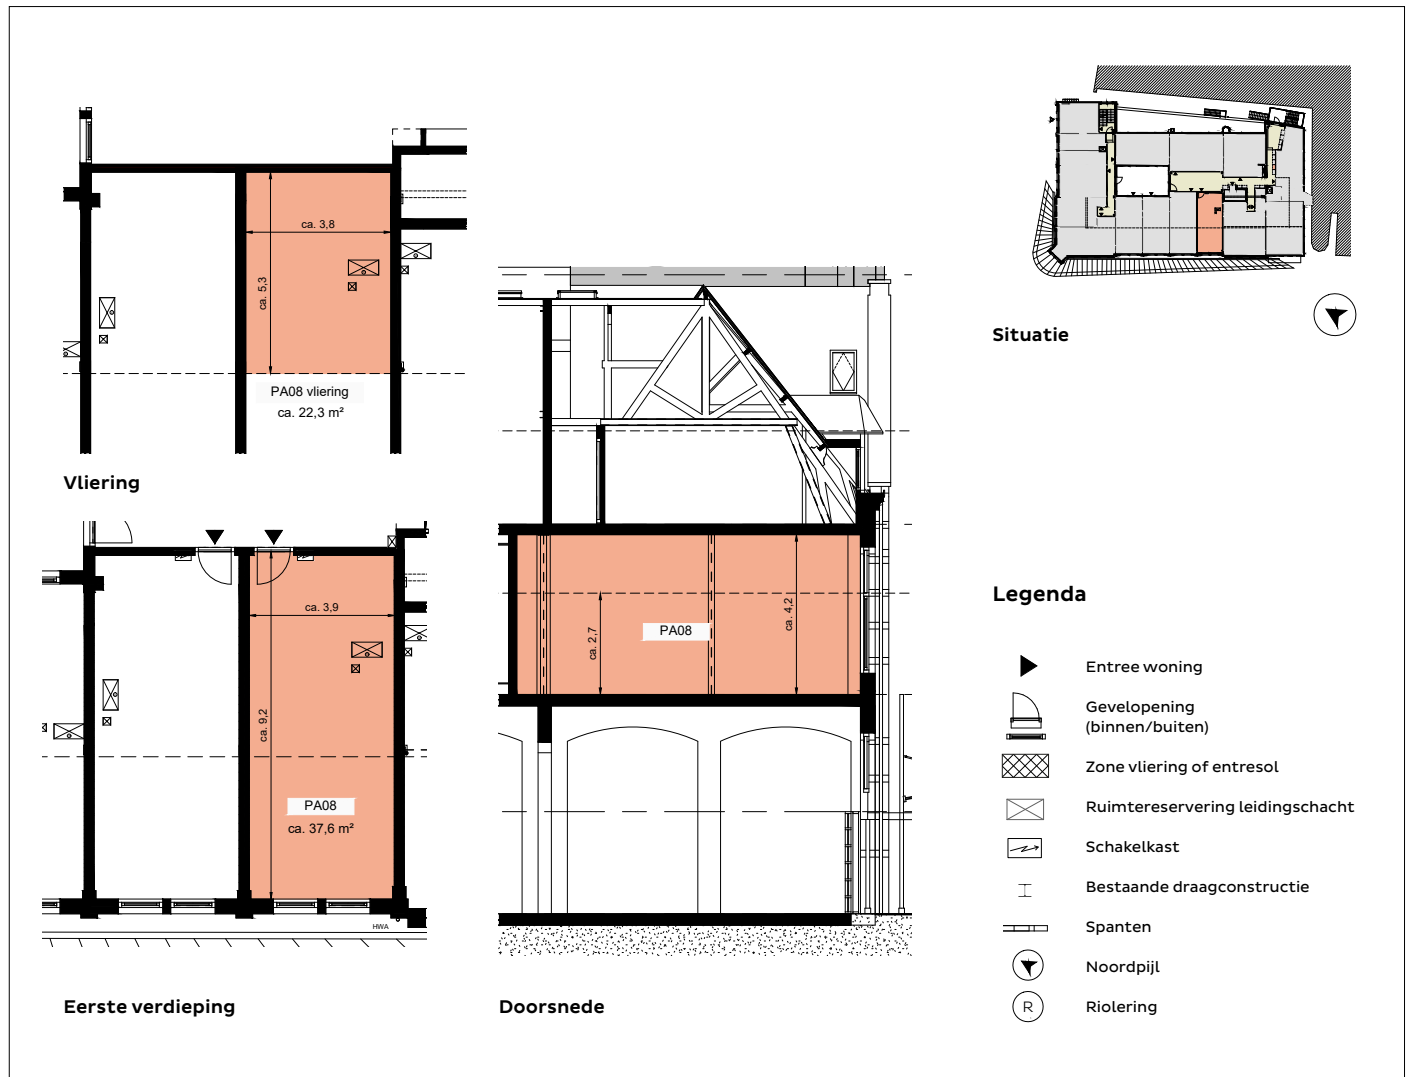 ca. 3,8
ca. 5,3
PA08 vliering
ca. 22,3 m²
Vliering
ca. 3,9
ca. 9,2
PA08
ca. 37,6 m²
HWA
Eerste verdieping
ca. 2,7
PA08
ca. 4,2
Doorsnede
Situatie
Legenda
Entree woning
Gevelopening
(binnen/buiten)
Zone vliering of entresol
Ruimtereservering leidingschacht
Schakelkast
Bestaande draagconstructie
Spanten
Noordpijl
R
Riolering